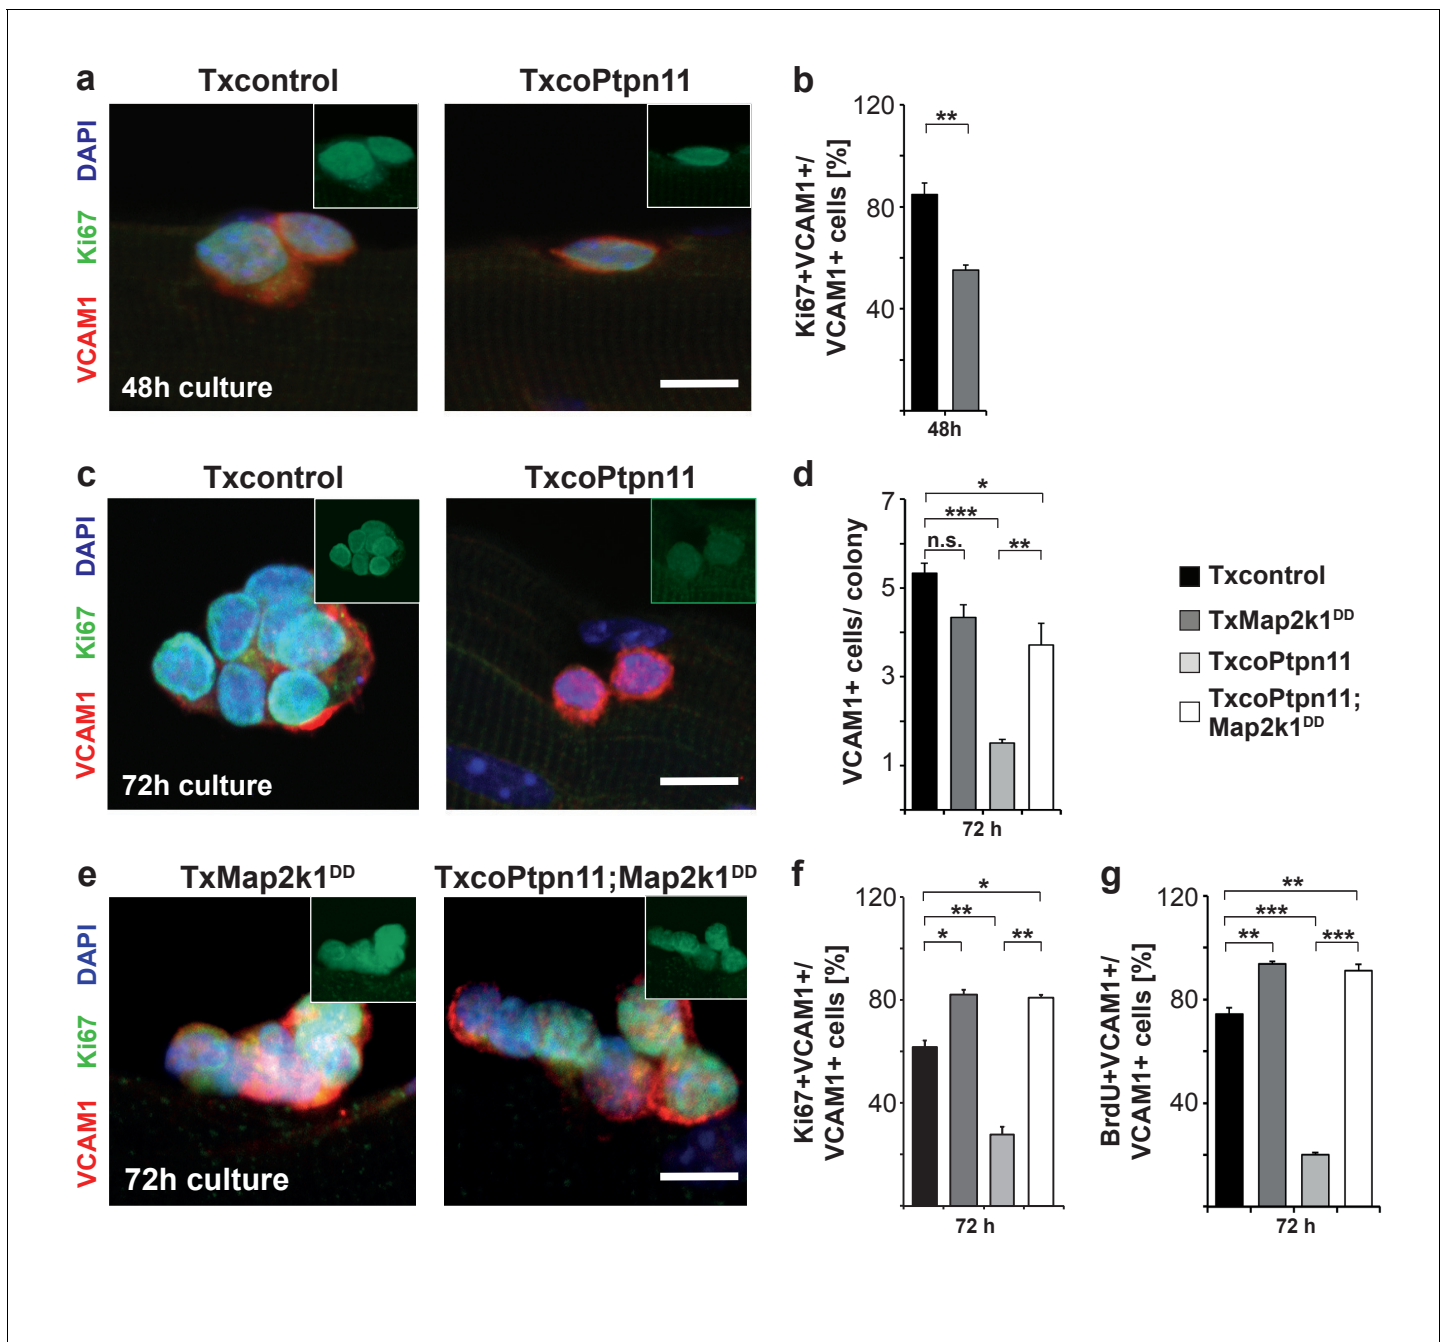 a
Txcontrol
TxcoPtpn11
VCAM1 Ki67 DAPI
48h culture
b
Ki67+VCAM1+/
VCAM1+ cells [%]
120
80
40
**
48h
c
Txcontrol
TxcoPtpn11
VCAM1 Ki67 DAPI
72h culture
d
VCAM1+ cells/ colony
7
5
3
1
*
***
n.s.
**
72 h
Txcontrol
TxMap2k1DD
TxcoPtpn11
TxcoPtpn11;
Map2k1DD
e
TxMap2k1DD
TxcoPtpn11;Map2k1DD
VCAM1 Ki67 DAPI
72h culture
f
Ki67+VCAM1+/
VCAM1+ cells [%]
120
80
40
*
**
*
**
72 h
g
BrdU+VCAM1+/
VCAM1+ cells [%]
120
80
40
**
***
**
***
72 h